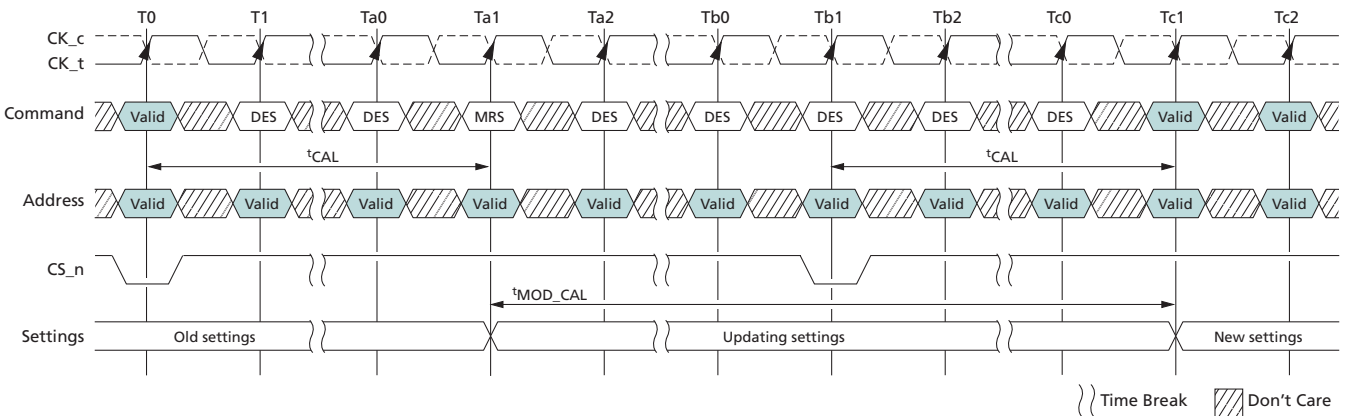 T0 T1 Ta0 Ta1 Ta2 Tb0 Tb1 Tb2 Tc0 Tc1 Tc2
CK_c
CK_t
Command Valid DES DES MRS DES DES DES DES DES Valid Valid
tCAL tCAL
Address Valid Valid Valid Valid Valid Valid Valid Valid Valid Valid Valid
CS_n
tMOD_CAL
Settings Old settings Updating settings New settings
Time Break Don't Care